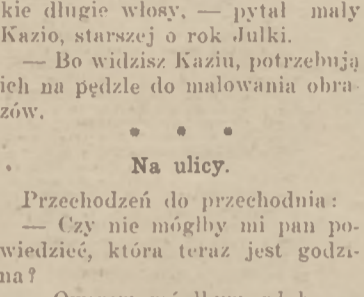 kie długie włosy, — pytał mały
Kazio, starszej o rok Julki.
— Bo widzisz Kaziu, potrzebują
ich na pędzle do malowania obra-
zów.
* * *
Na ulicy.
Przechodzeń do przechodnia:
— Czy nie mógłby mi pan po-
wiedzieć, która teraz jest godzi-
na?